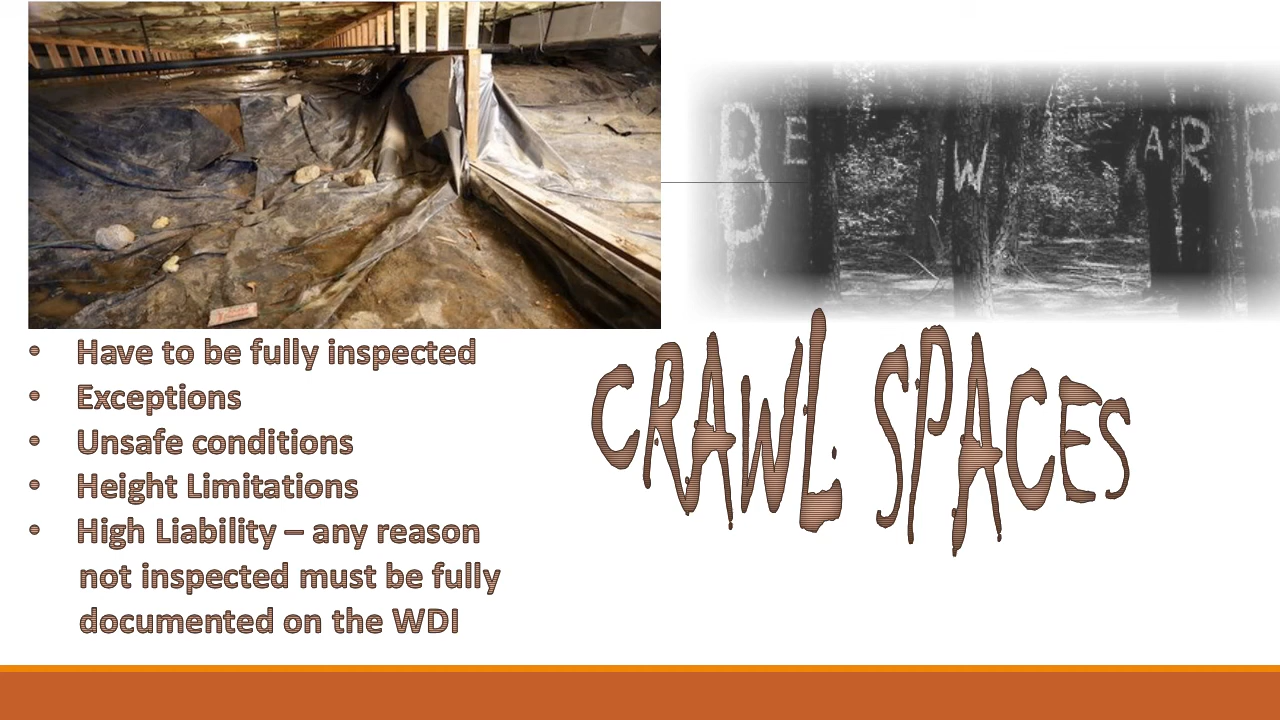 BEWARE
CRAWL SPACES
• Have to be fully inspected
• Exceptions
• Unsafe conditions
• Height Limitations
• High Liability – any reason
not inspected must be fully
documented on the WDI